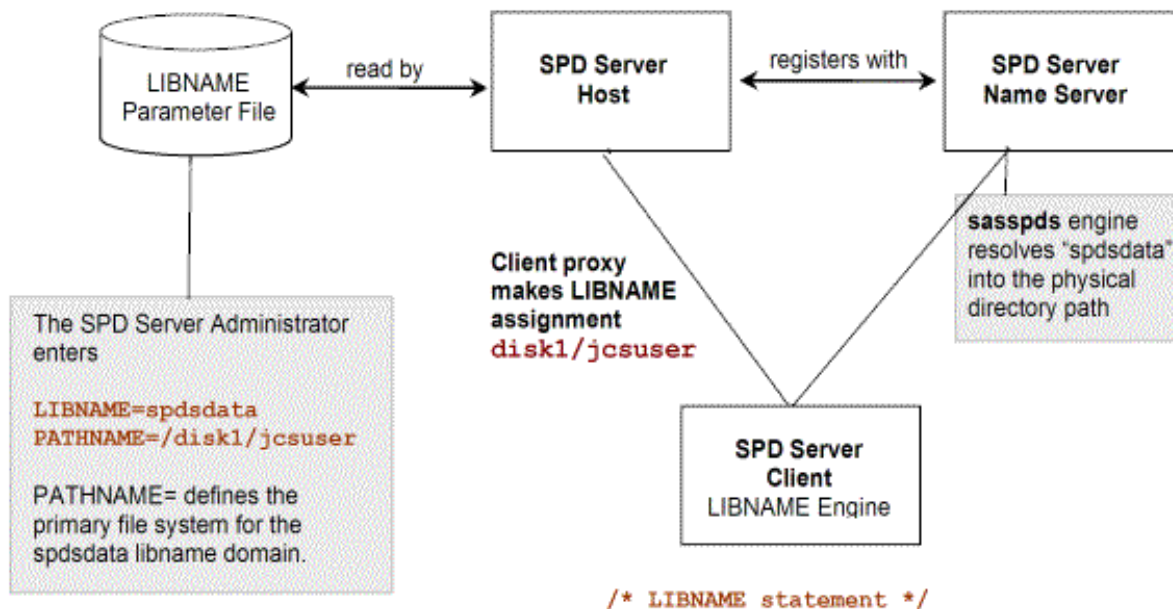 LIBNAME
Parameter File
read by
SPD Server
Host
registers with
SPD Server
Name Server
sasspds engine
resolves “spdsdata”
into the physical
directory path
Client proxy
makes LIBNAME
assignment
disk1/jcsuser
The SPD Server Administrator
enters
LIBNAME=spdsdata
PATHNAME=/disk1/jcsuser
PATHNAME= defines the
primary file system for the
spdsdata libname domain.
SPD Server
Client
LIBNAME Engine
/* LIBNAME statement */